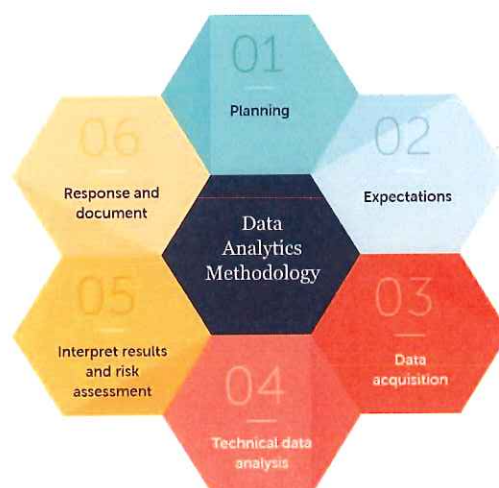 01
Planning
02
Expectations
03
Data
acquisition
04
Technical data
analysis
05
Interpret results
and risk
assessment
06
Response and
document
Data
Analytics
Methodology